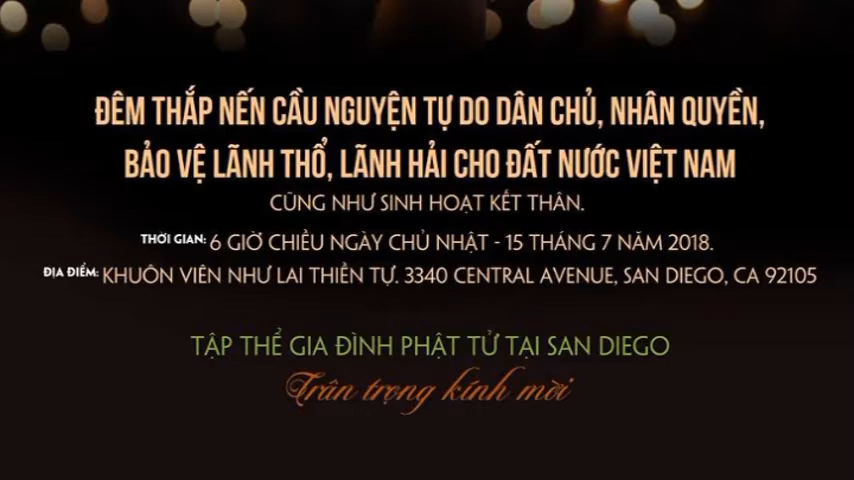 ĐÊM THẮP NẾN CẦU NGUYỆN TỰ DO DÂN CHỦ, NHÂN QUYỀN,
BẢO VỆ LÃNH THỔ, LÃNH HẢI CHO ĐẤT NƯỚC VIỆT NAM
CŨNG NHƯ SINH HOẠT KẾT THÂN.
THỜI GIAN: 6 GIỜ CHIỀU NGÀY CHỦ NHẬT - 15 THÁNG 7 NĂM 2018.
ĐỊA ĐIỂM: KHUÔN VIÊN NHƯ LAI THIỀN TỰ. 3340 CENTRAL AVENUE, SAN DIEGO, CA 92105
TẬP THỂ GIA ĐÌNH PHẬT TỬ TẠI SAN DIEGO
Trân trọng kính mời